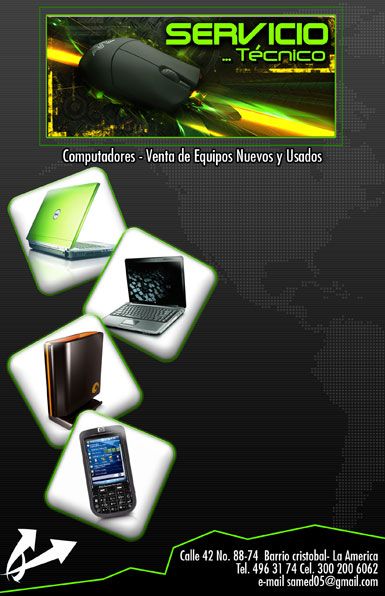 SERVICIO
... Técnico
Computadores - Venta de Equipos Nuevos y Usados
Calle 42 No. 88-74 Barrio cristobal- La America
Tel. 496 31 74 Cel. 300 200 6062
e-mail samed05@gmail.com